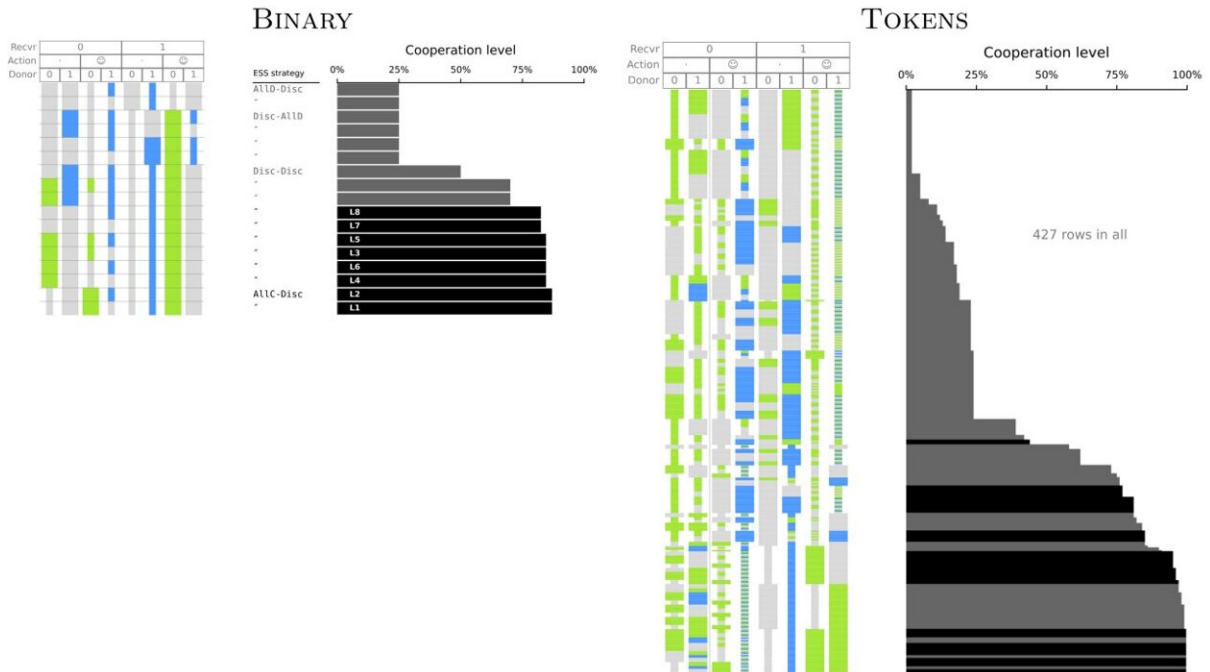 BINARY
Recvr 0 1
Action · ☺ · ☺
Donor 0 1 0 1 0 1 0 1
Cooperation level
ESS strategy 0% 25% 50% 75% 100%
AllD-Disc
"
Disc-AllD
"
"
"
Disc-Disc
"
"
" L8
" L7
" L5
" L3
" L6
" L4
AllC-Disc L2
" L1
TOKENS
Recvr 0 1
Action · ☺ · ☺
Donor 0 1 0 1 0 1 0 1
Cooperation level
0% 25% 50% 75% 100%
427 rows in all